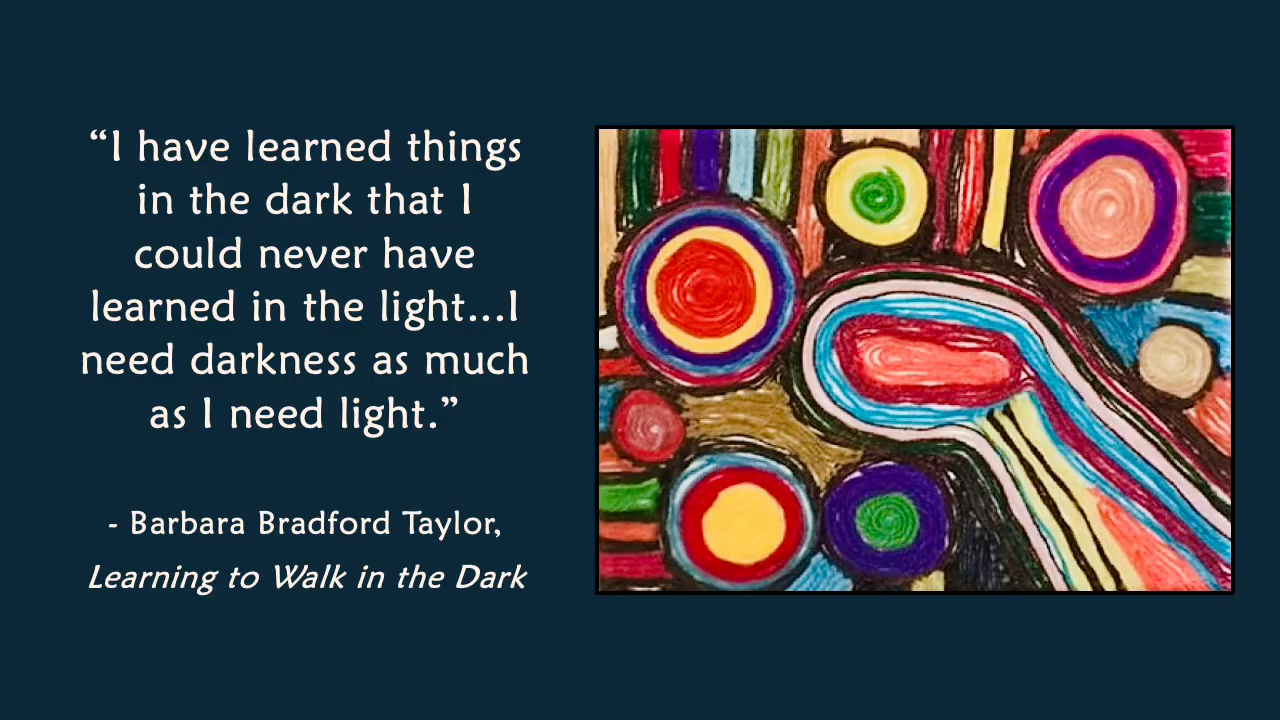 “I have learned things
in the dark that I
could never have
learned in the light...I
need darkness as much
as I need light.”
- Barbara Bradford Taylor,
Learning to Walk in the Dark